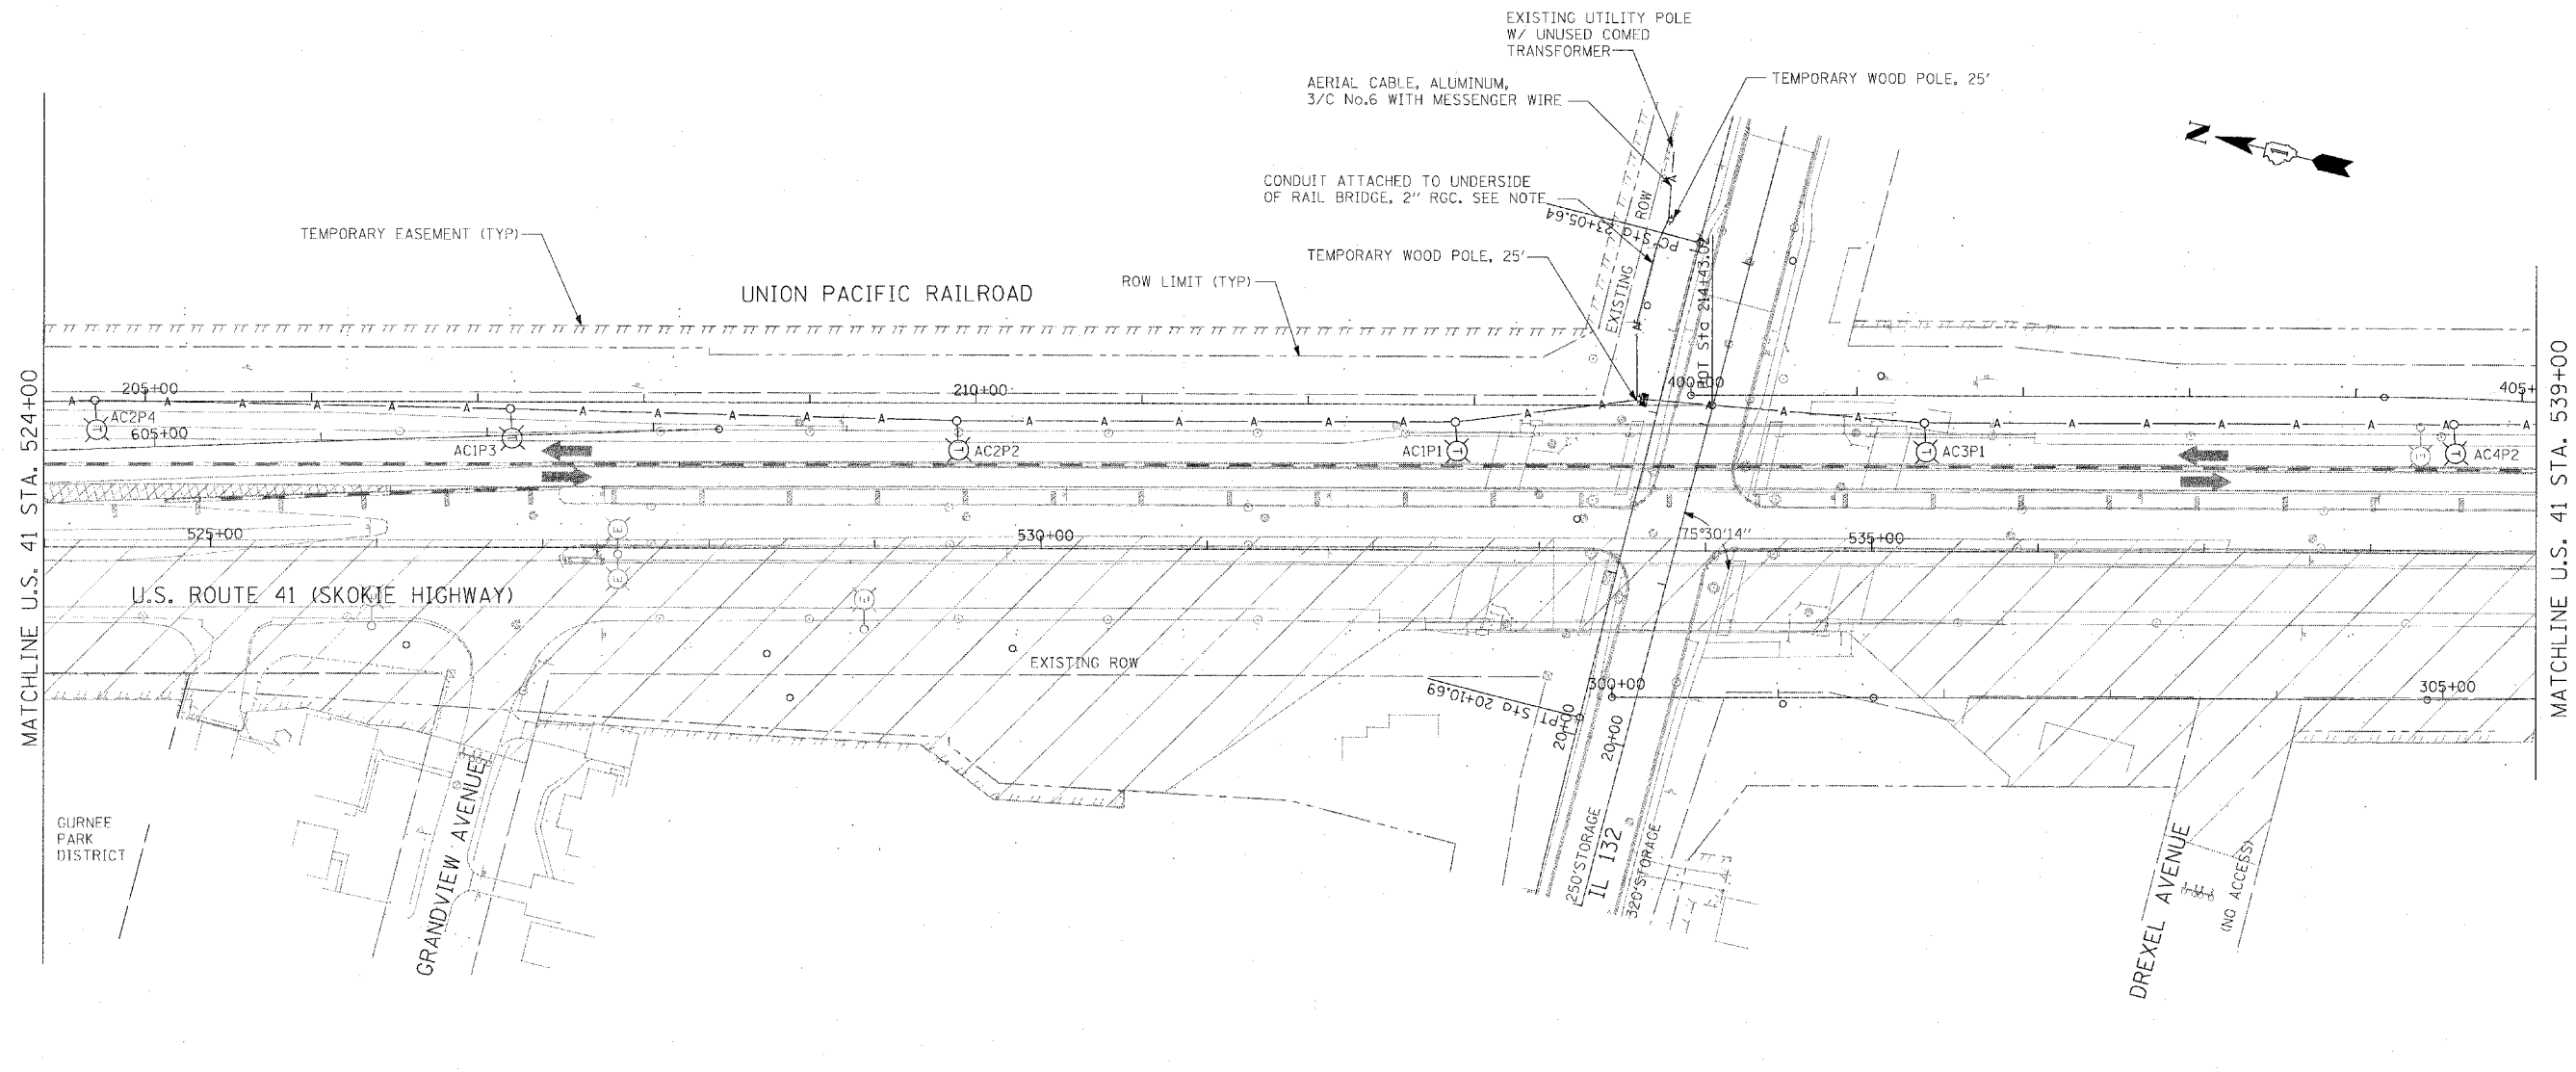 EXISTING UTILITY POLE
W/ UNUSED COMED
TRANSFORMER
AERIAL CABLE, ALUMINUM,
3/C No.6 WITH MESSENGER WIRE
TEMPORARY WOOD POLE, 25'
N
CONDUIT ATTACHED TO UNDERSIDE
OF RAIL BRIDGE, 2" RGC. SEE NOTE
PC Sta 23+05.64
EXISTING ROW
TEMPORARY EASEMENT (TYP)
TEMPORARY WOOD POLE, 25'
POT Sta 214+43.02
UNION PACIFIC RAILROAD
ROW LIMIT (TYP)
MATCHLINE U.S. 41 STA. 524+00
MATCHLINE U.S. 41 STA. 539+00
205+00
210+00
400+00
405+
AC2P4
605+00
AC1P3
AC2P2
AC1P1
AC3P1
AC4P2
525+00
530+00
75°30'14"
535+00
U.S. ROUTE 41 (SKOKIE HIGHWAY)
EXISTING ROW
PT Sta 20+10.69
300+00
305+00
20+00
20+00
GURNEE
PARK
DISTRICT
GRANDVIEW AVENUE
250'STORAGE
IL 132
320'STORAGE
DREXEL AVENUE
(NO ACCESS)